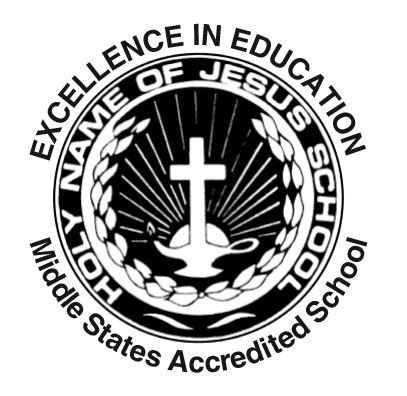 EXCELLENCE IN EDUCATION
HOLY NAME OF JESUS SCHOOL
Middle States Accredited School